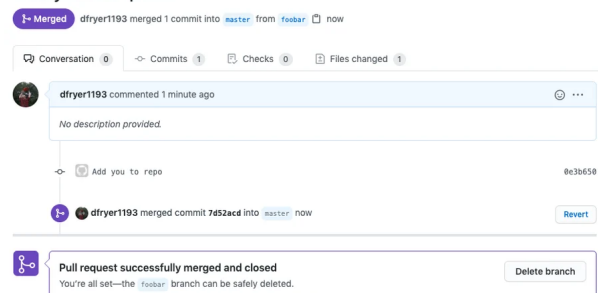 Merged dfryer1193 merged 1 commit into master from foobar now
Conversation 0 Commits 1 Checks 0 Files changed 1
dfryer1193 commented 1 minute ago
No description provided.
Add you to repo 0e3b650
dfryer1193 merged commit 7d52acd into master now Revert
Pull request successfully merged and closed
Delete branch
You're all set—the foobar branch can be safely deleted.